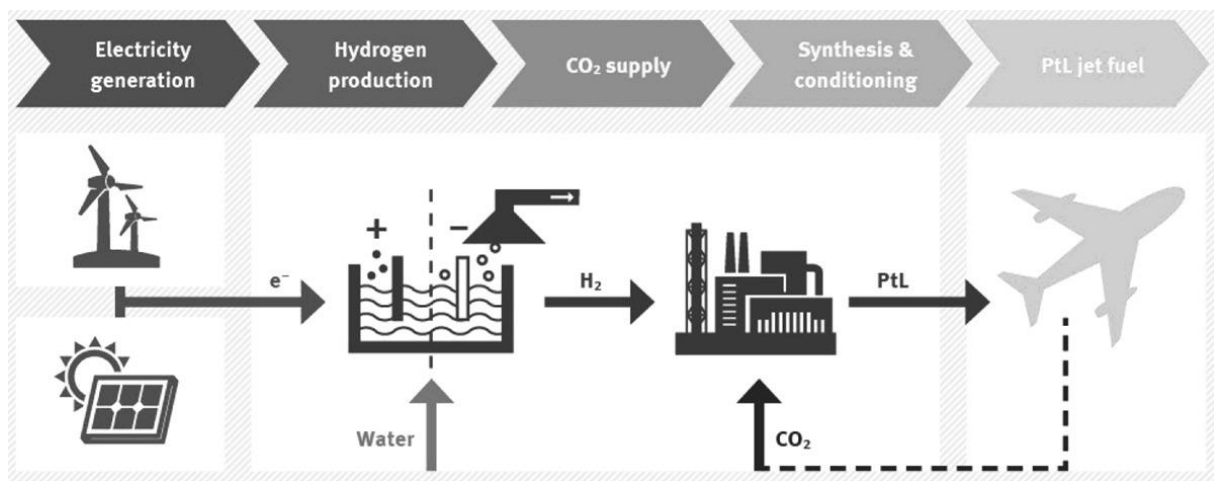 Electricity
generation
Hydrogen
production
CO₂ supply
Synthesis &
conditioning
PtL jet fuel
+
−
e⁻
H₂
PtL
Water
CO₂